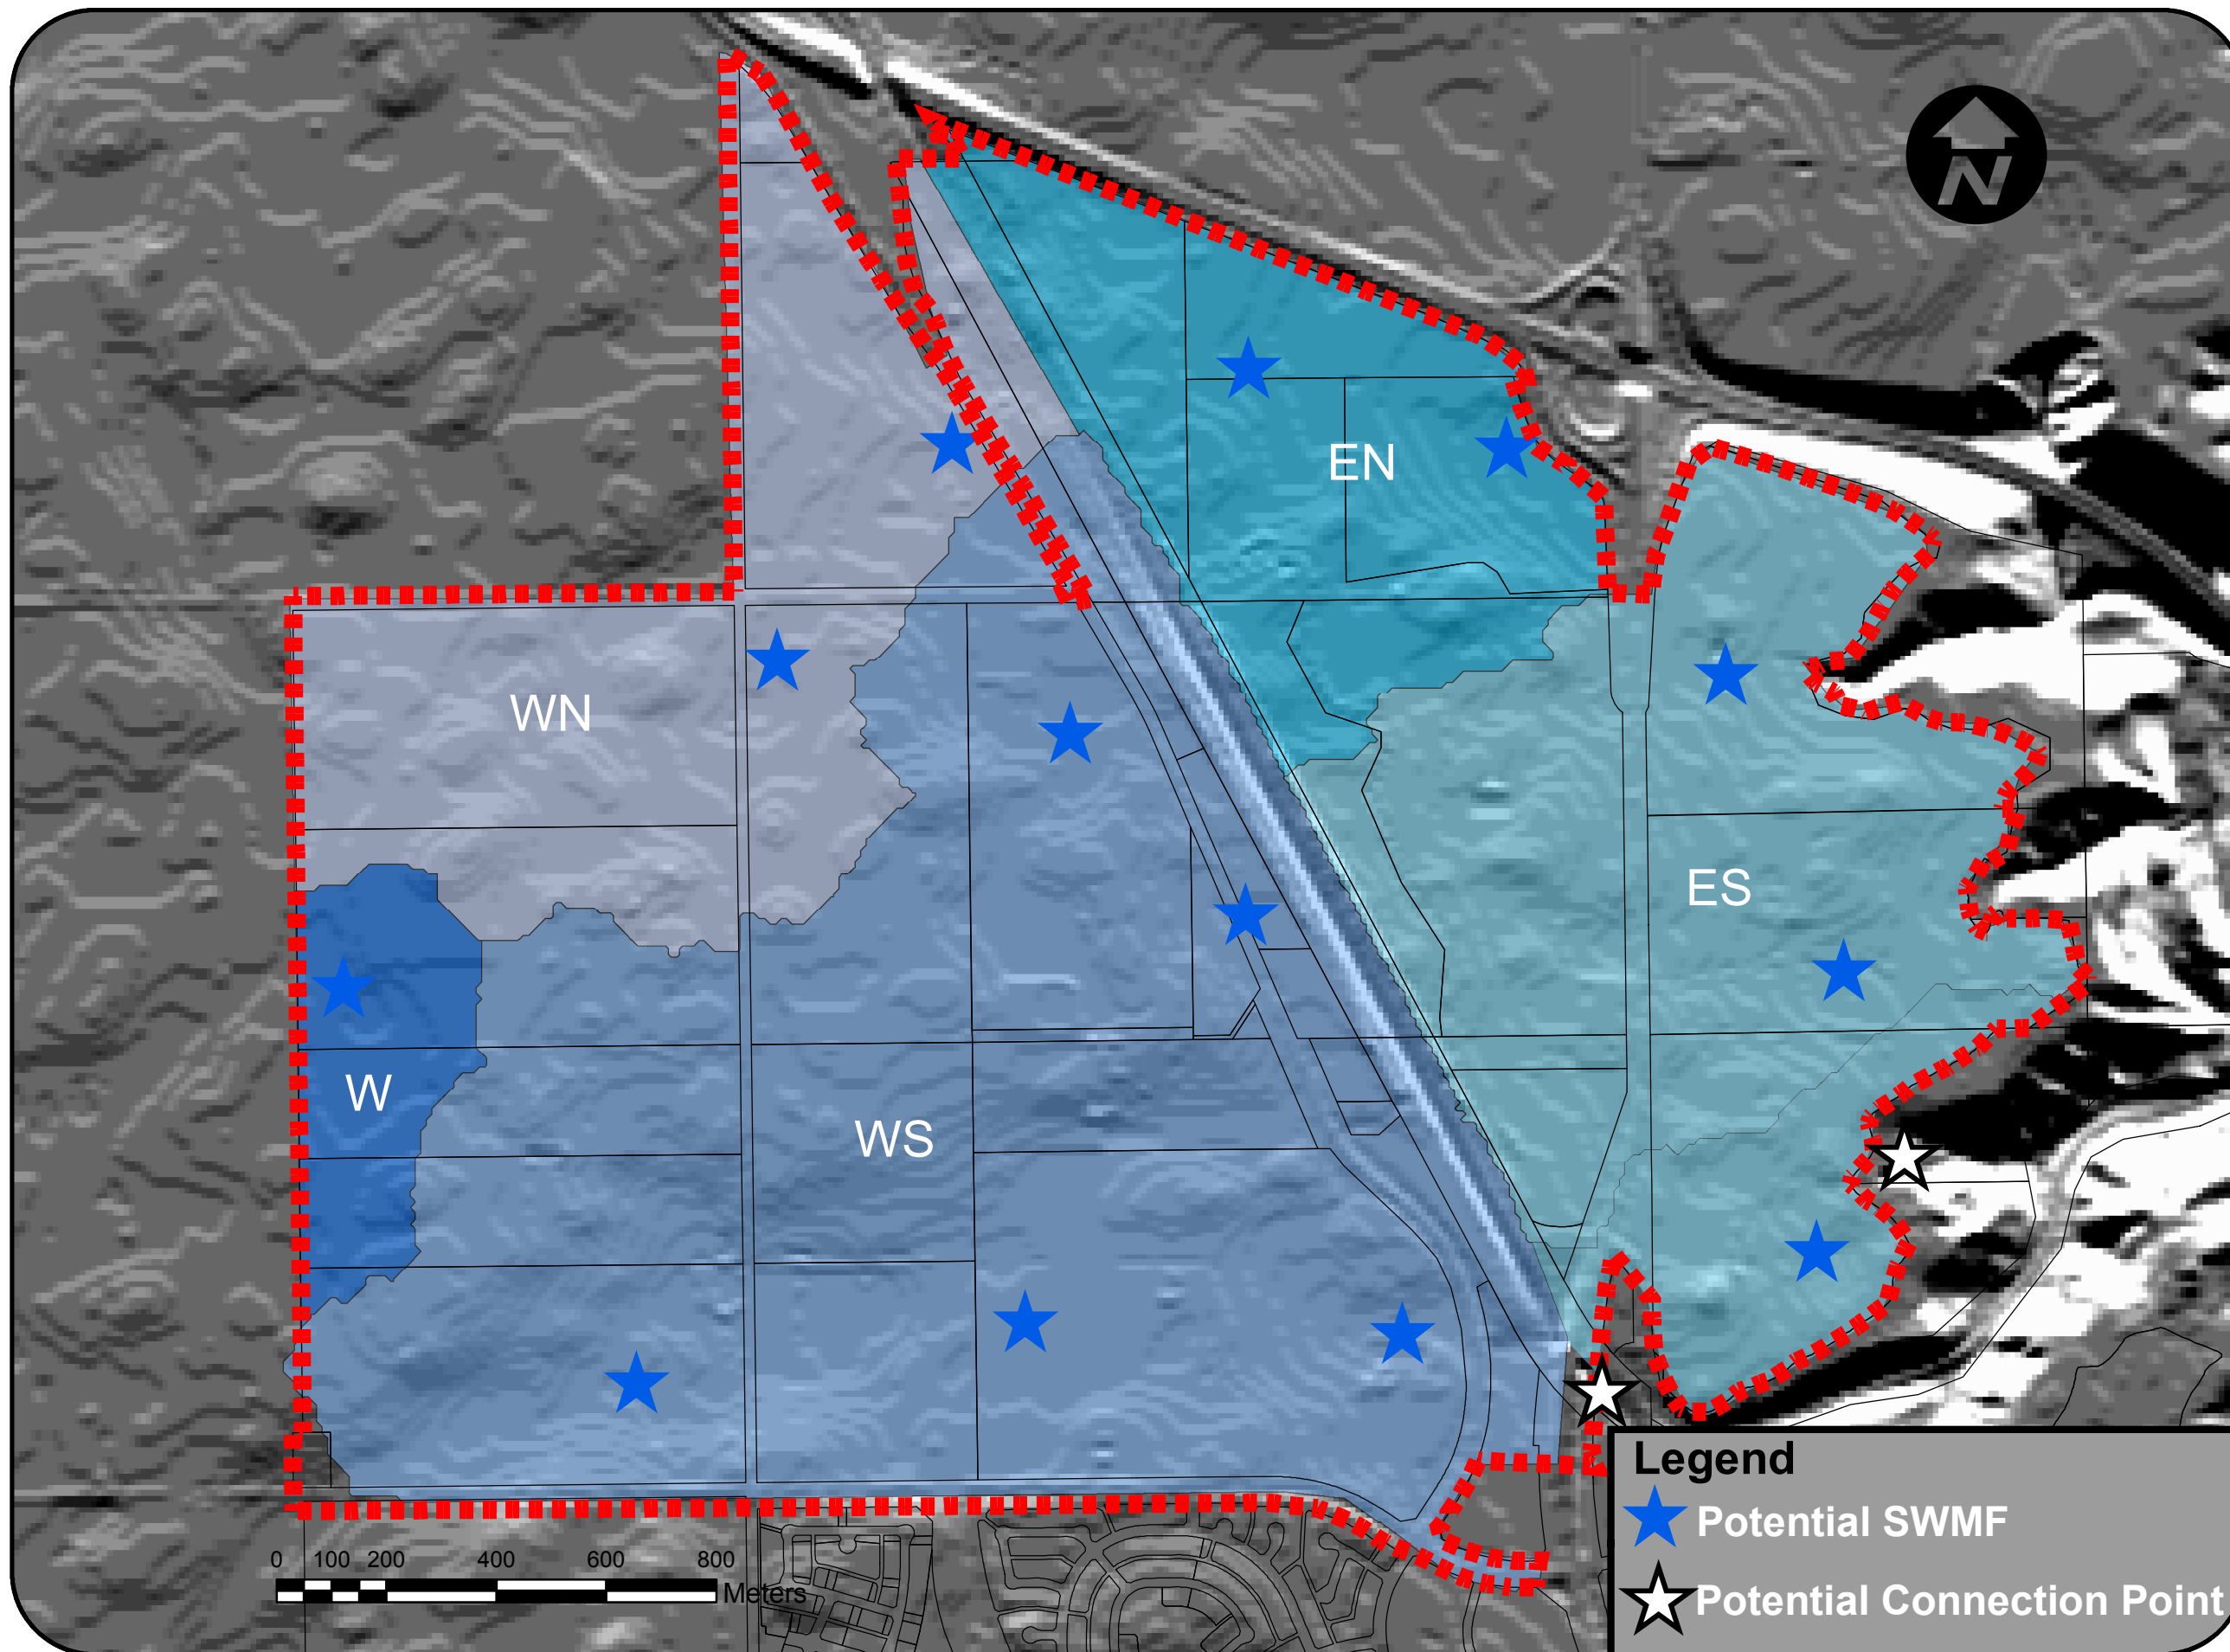 N
EN
WN
ES
W
WS
0 100 200 400 600 800
Meters
Legend
Potential SWMF
Potential Connection Point